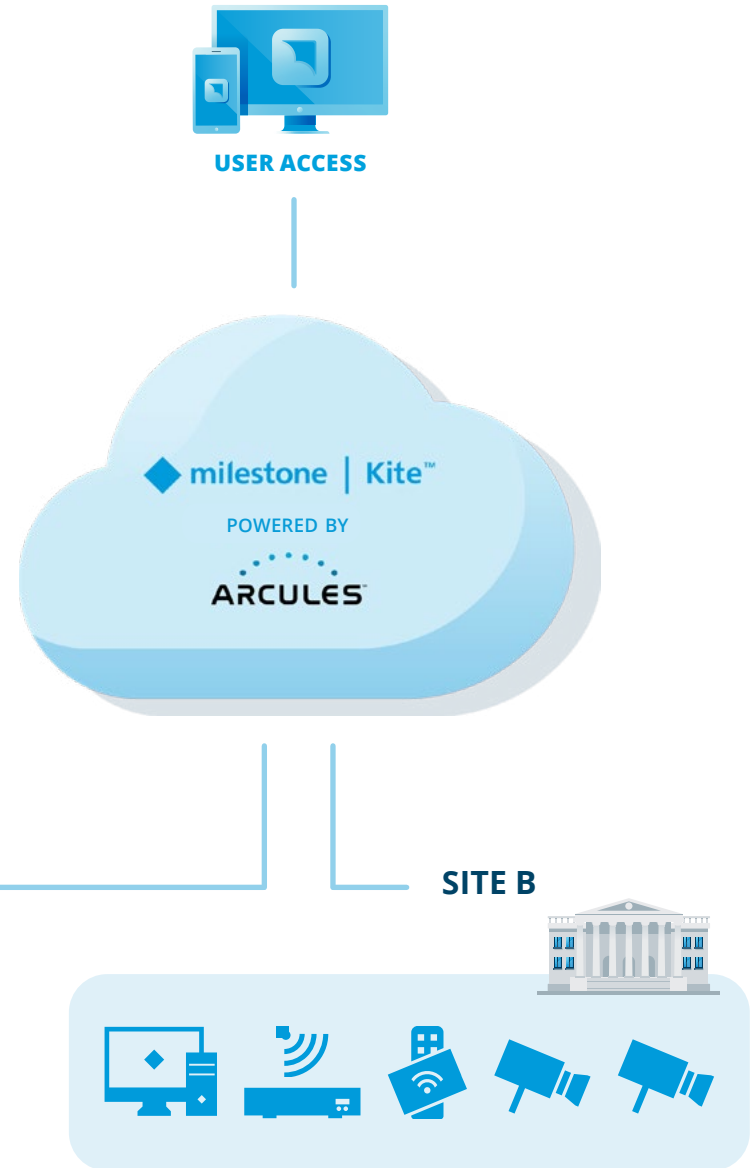 USER ACCESS
milestone | Kite™
POWERED BY
ARCULES™
SITE B